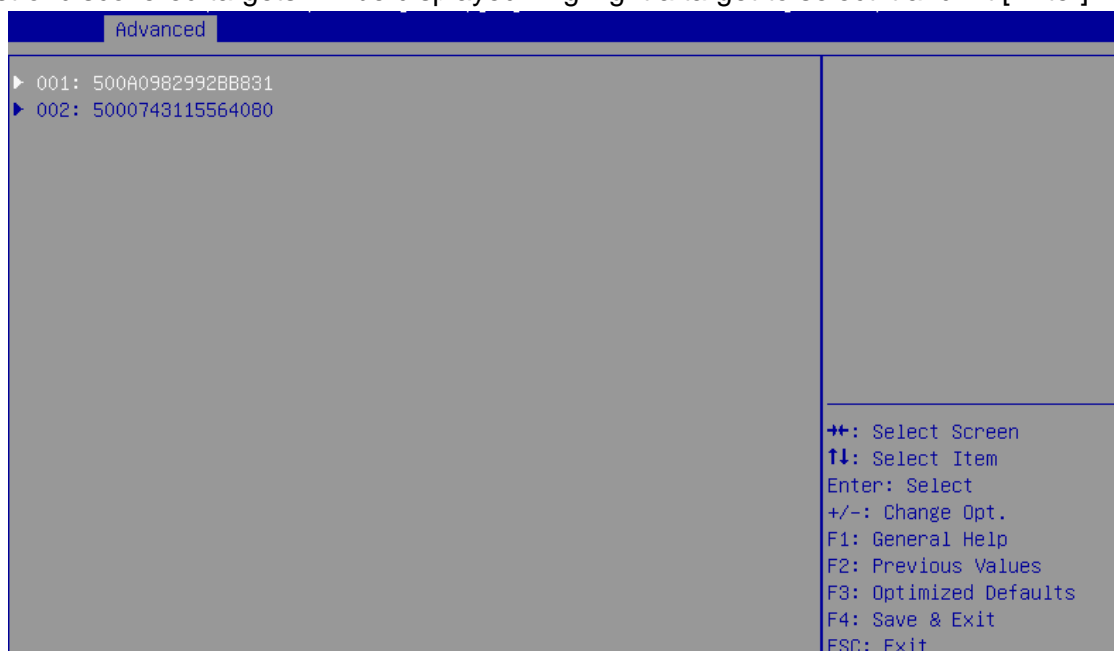 Advanced
001: 500A0982992BB831
002: 5000743115564080
→←: Select Screen
↑↓: Select Item
Enter: Select
+/-: Change Opt.
F1: General Help
F2: Previous Values
F3: Optimized Defaults
F4: Save & Exit
ESC: Exit